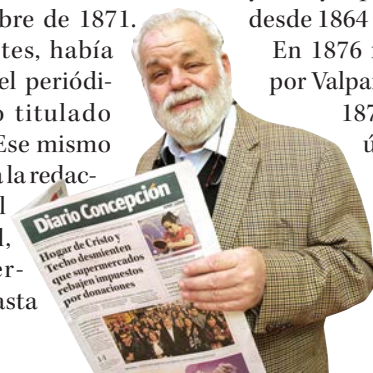 bre de 1871.
tes, había
el periódi-
o titulado
Ese mismo
a la redac-
l
l,
er-
asta
desde 1864
En 1876
por Valpa
187
ú
Diario Concepción
Hogar de Cristo y
Techo desmienten
que supermercados
rebajen impuestos
por donaciones